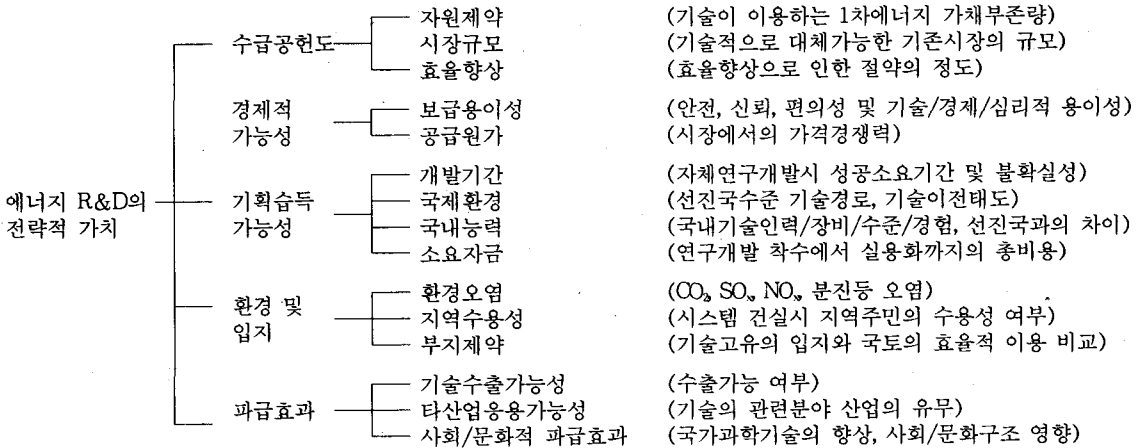 자원제약 (기술이 이용하는 1차에너지 가채부존량)
수급공헌도 시장규모 (기술적으로 대체가능한 기존시장의 규모)
효율향상 (효율향상으로 인한 절약의 정도)
경제적 가능성 보급용이성 (안전, 신뢰, 편의성 및 기술/경제/심리적 용이성)
공급원가 (시장에서의 가격경쟁력)
개발기간 (자체연구개발시 성공소요기간 및 불확실성)
에너지 R&D의 전략적 가치 기획습득 가능성 국제환경 (선진국수준 기술경로, 기술이전태도)
국내능력 (국내기술인력/장비/수준/경험, 선진국과의 차이)
소요자금 (연구개발 착수에서 실용화까지의 총비용)
환경 및 입지 환경오염 (CO₂, SOₓ, NOₓ, 분진등 오염)
지역수용성 (시스템 건설시 지역주민의 수용성 여부)
부지제약 (기술고유의 입지와 국토의 효율적 이용 비교)
기술수출가능성 (수출가능 여부)
파급효과 타산업응용가능성 (기술의 관련분야 산업의 유무)
사회/문화적 파급효과 (국가과학기술의 향상, 사회/문화구조 영향)